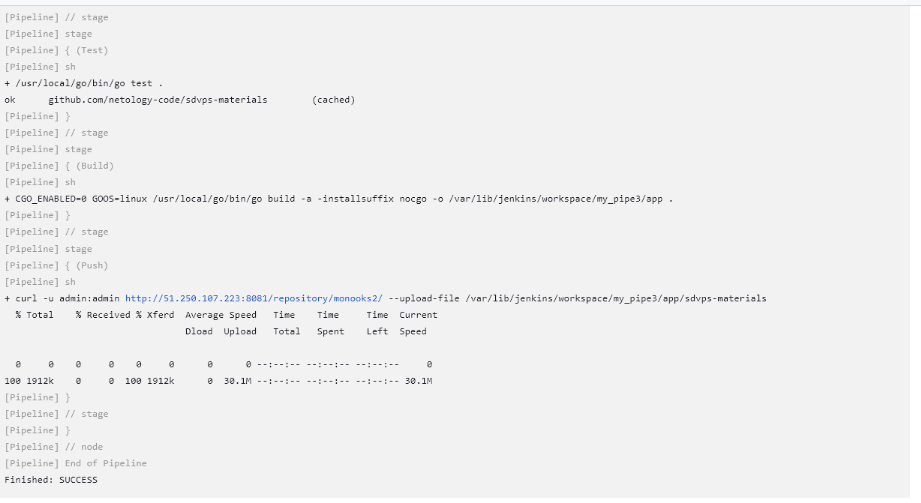 [Pipeline] // stage
[Pipeline] stage
[Pipeline] { (Test)
[Pipeline] sh
+ /usr/local/go/bin/go test .
ok      github.com/netology-code/sdvps-materials        (cached)
[Pipeline] }
[Pipeline] // stage
[Pipeline] stage
[Pipeline] { (Build)
[Pipeline] sh
+ CGO_ENABLED=0 GOOS=linux /usr/local/go/bin/go build -a -installsuffix nocgo -o /var/lib/jenkins/workspace/my_pipe3/app .
[Pipeline] }
[Pipeline] // stage
[Pipeline] stage
[Pipeline] { (Push)
[Pipeline] sh
+ curl -u admin:admin http://51.250.107.223:8081/repository/monooks2/ --upload-file /var/lib/jenkins/workspace/my_pipe3/app/sdvps-materials
  % Total    % Received % Xferd  Average Speed   Time    Time     Time  Current
                                 Dload  Upload   Total   Spent    Left  Speed
  0     0    0     0    0     0      0      0 --:--:-- --:--:-- --:--:--     0
100 1912k    0     0  100 1912k      0  30.1M --:--:-- --:--:-- --:--:-- 30.1M
[Pipeline] }
[Pipeline] // stage
[Pipeline] }
[Pipeline] // node
[Pipeline] End of Pipeline
Finished: SUCCESS